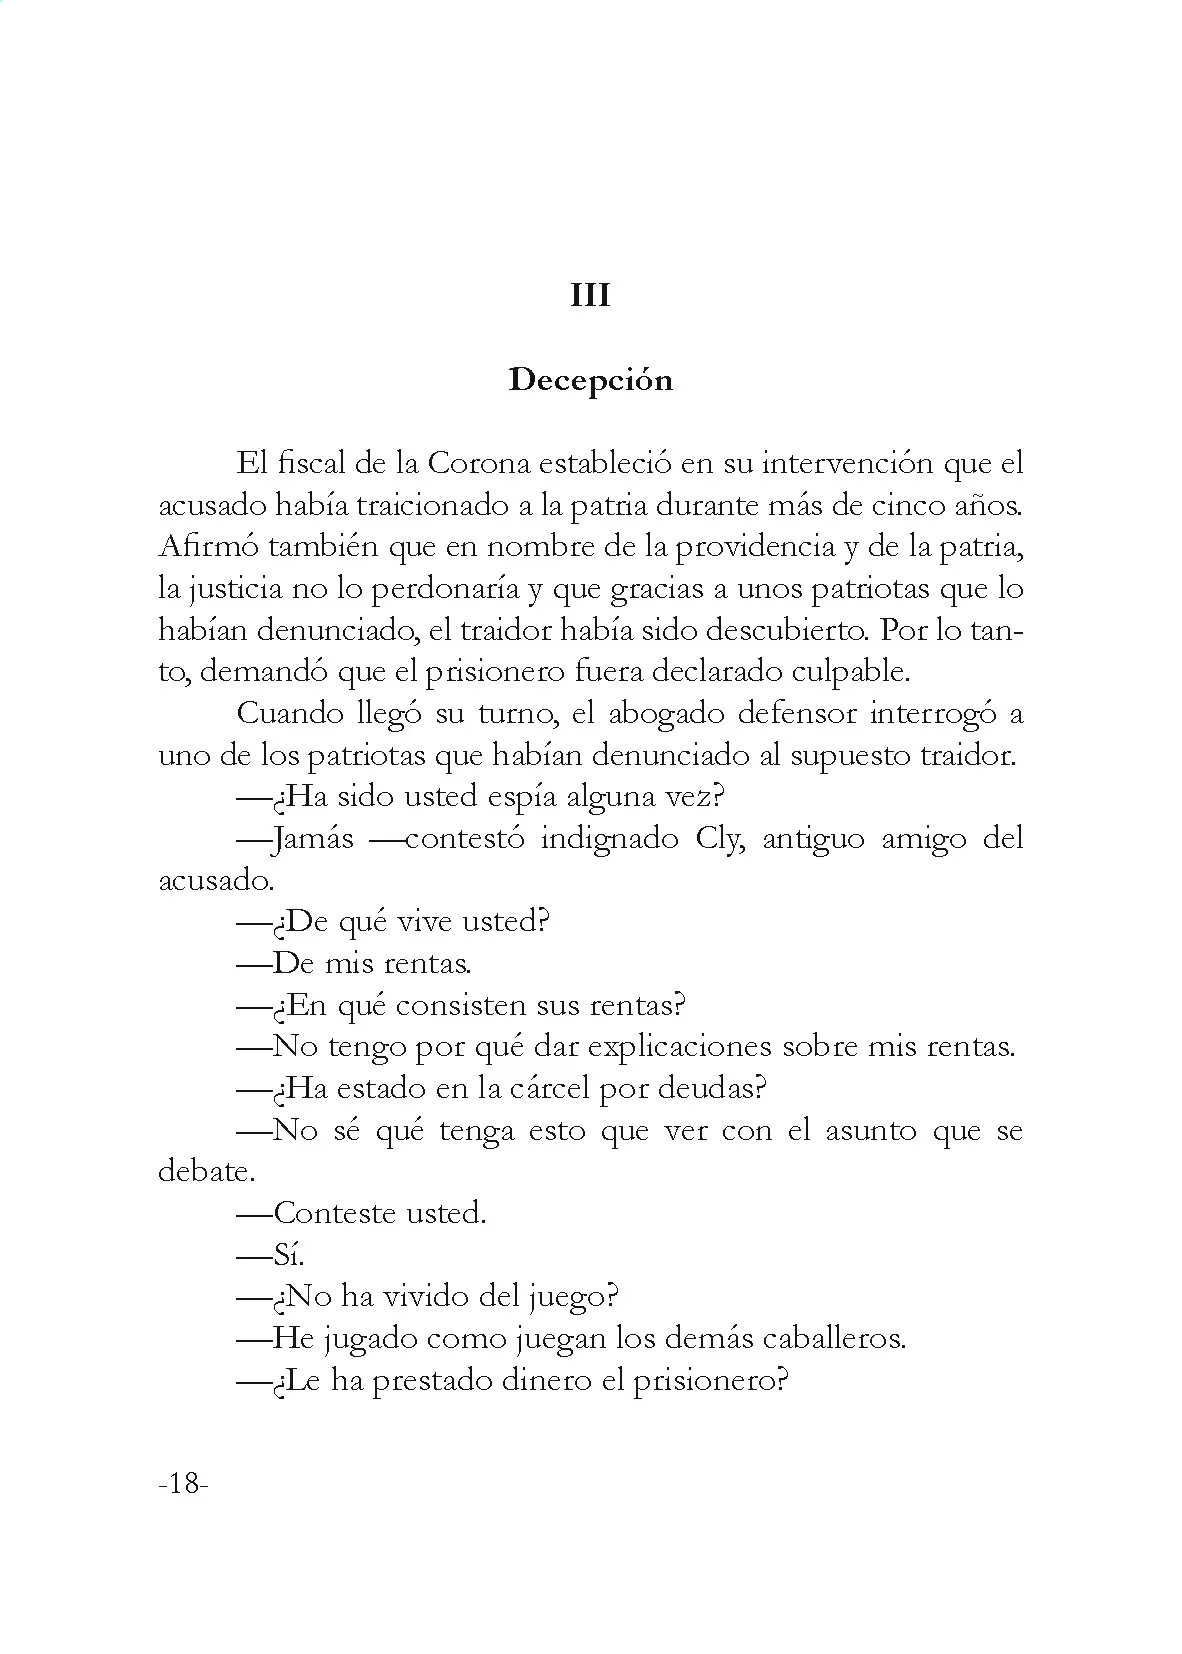 III
Decepción
El fiscal de la Corona estableció en su intervención que el
acusado había traicionado a la patria durante más de cinco años.
Afirmó también que en nombre de la providencia y de la patria,
la justicia no lo perdonaría y que gracias a unos patriotas que lo
habían denunciado, el traidor había sido descubierto. Por lo tan-
to, demandó que el prisionero fuera declarado culpable.
Cuando llegó su turno, el abogado defensor interrogó a
uno de los patriotas que habían denunciado al supuesto traidor.
—¿Ha sido usted espía alguna vez?
—Jamás —contestó indignado Cly, antiguo amigo del
acusado.
—¿De qué vive usted?
—De mis rentas.
—¿En qué consisten sus rentas?
—No tengo por qué dar explicaciones sobre mis rentas.
—¿Ha estado en la cárcel por deudas?
—No sé qué tenga esto que ver con el asunto que se
debate.
—Conteste usted.
—Sí.
—¿No ha vivido del juego?
—He jugado como juegan los demás caballeros.
—¿Le ha prestado dinero el prisionero?
-18-